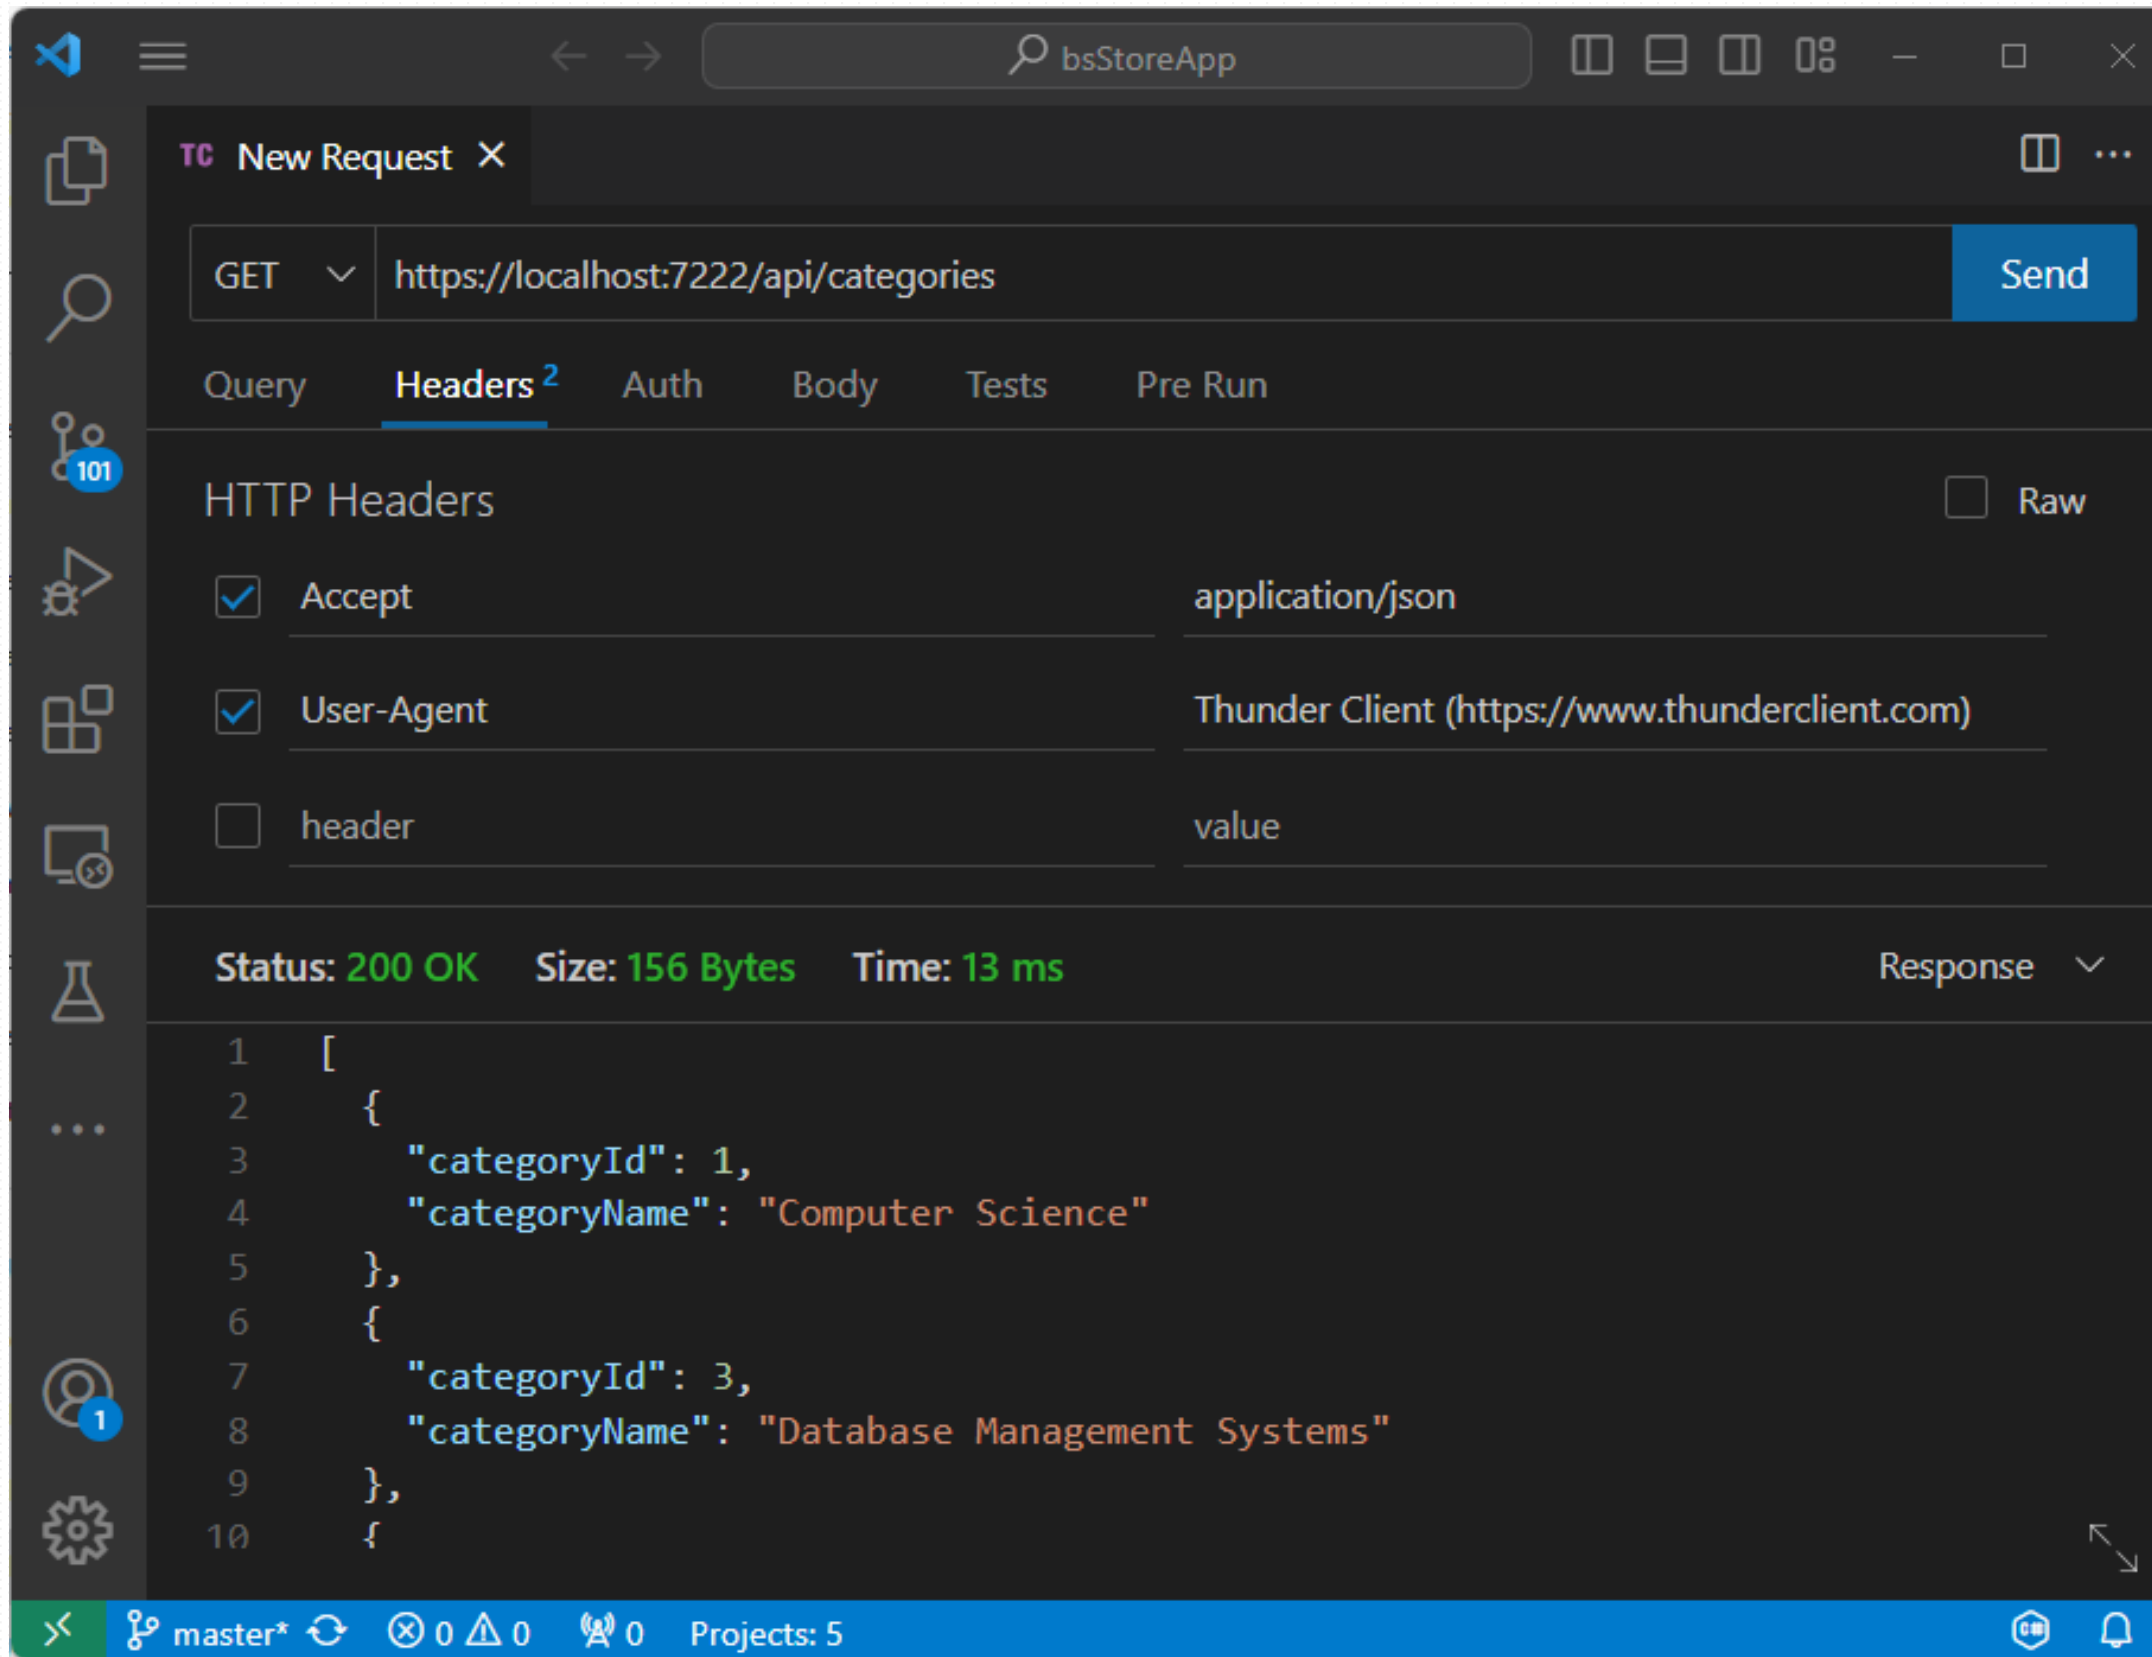 bsStoreApp
TC New Request
GET https://localhost:7222/api/categories Send
Query Headers 2 Auth Body Tests Pre Run
101
HTTP Headers Raw
Accept application/json
User-Agent Thunder Client (https://www.thunderclient.com)
header value
Status: 200 OK Size: 156 Bytes Time: 13 ms Response
1 [
2 {
3 "categoryId": 1,
4 "categoryName": "Computer Science"
5 },
6 {
7 "categoryId": 3,
8 "categoryName": "Database Management Systems"
9 },
10 {
1
master* 0 0 0 Projects: 5
C#